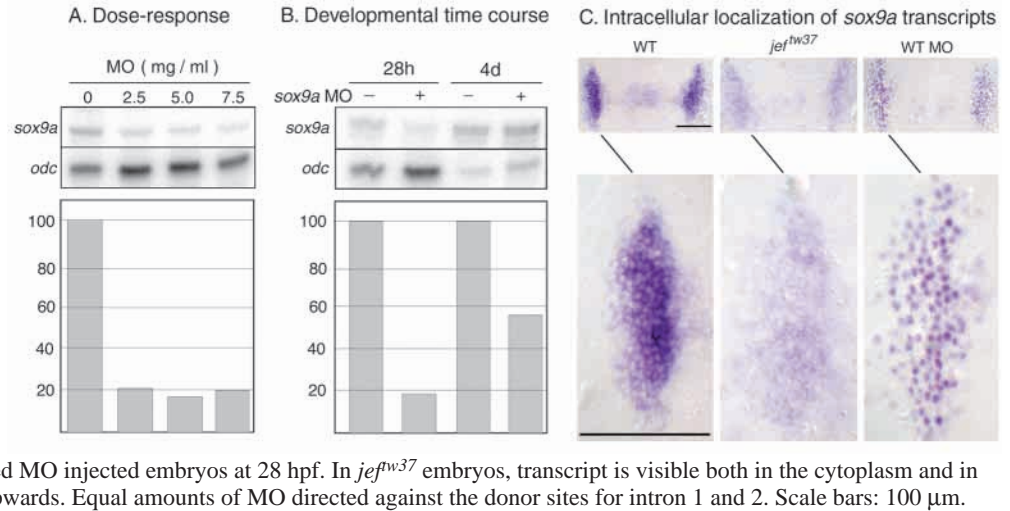 A. Dose-response
MO ( mg / ml )
0 2.5 5.0 7.5
sox9a
odc
100
80
60
40
20
B. Developmental time course
28h 4d
sox9a MO – + – +
sox9a
odc
100
80
60
40
20
C. Intracellular localization of sox9a transcripts
WT jef tw37 WT MO
ed MO injected embryos at 28 hpf. In jeftw37 embryos, transcript is visible both in the cytoplasm and in
owards. Equal amounts of MO directed against the donor sites for intron 1 and 2. Scale bars: 100 μm.